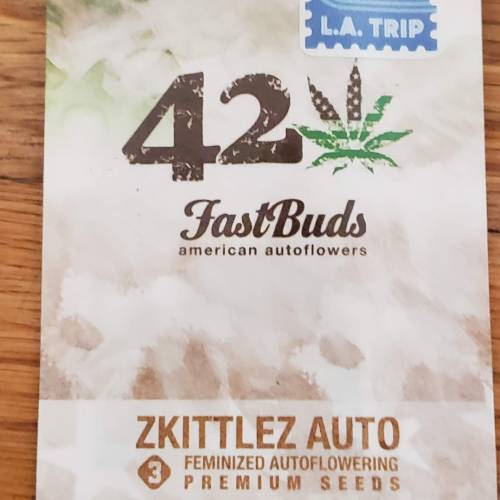 L.A. TRIP
42
FastBuds
american autoflowers
ZKITTLEZ AUTO
3
FEMINIZED AUTOFLOWERING
PREMIUM SEEDS